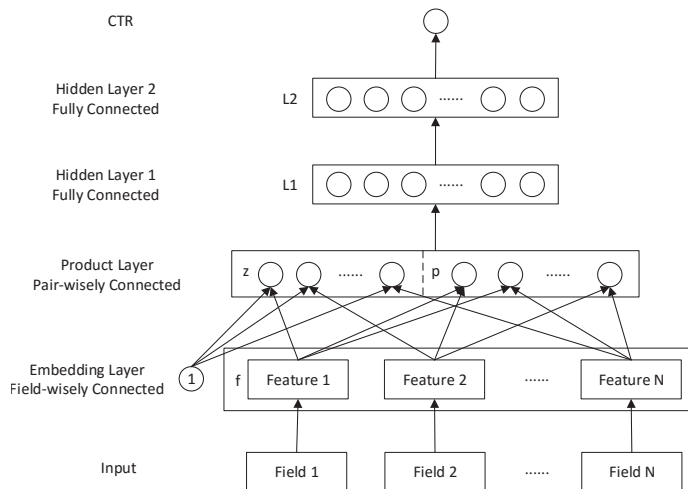 CTR
Hidden Layer 2
Fully Connected
L2
......
Hidden Layer 1
Fully Connected
L1
......
Product Layer
Pair-wisely Connected
z
......
p
......
Embedding Layer
Field-wisely Connected
1
f
Feature 1
Feature 2
......
Feature N
Input
Field 1
Field 2
......
Field N